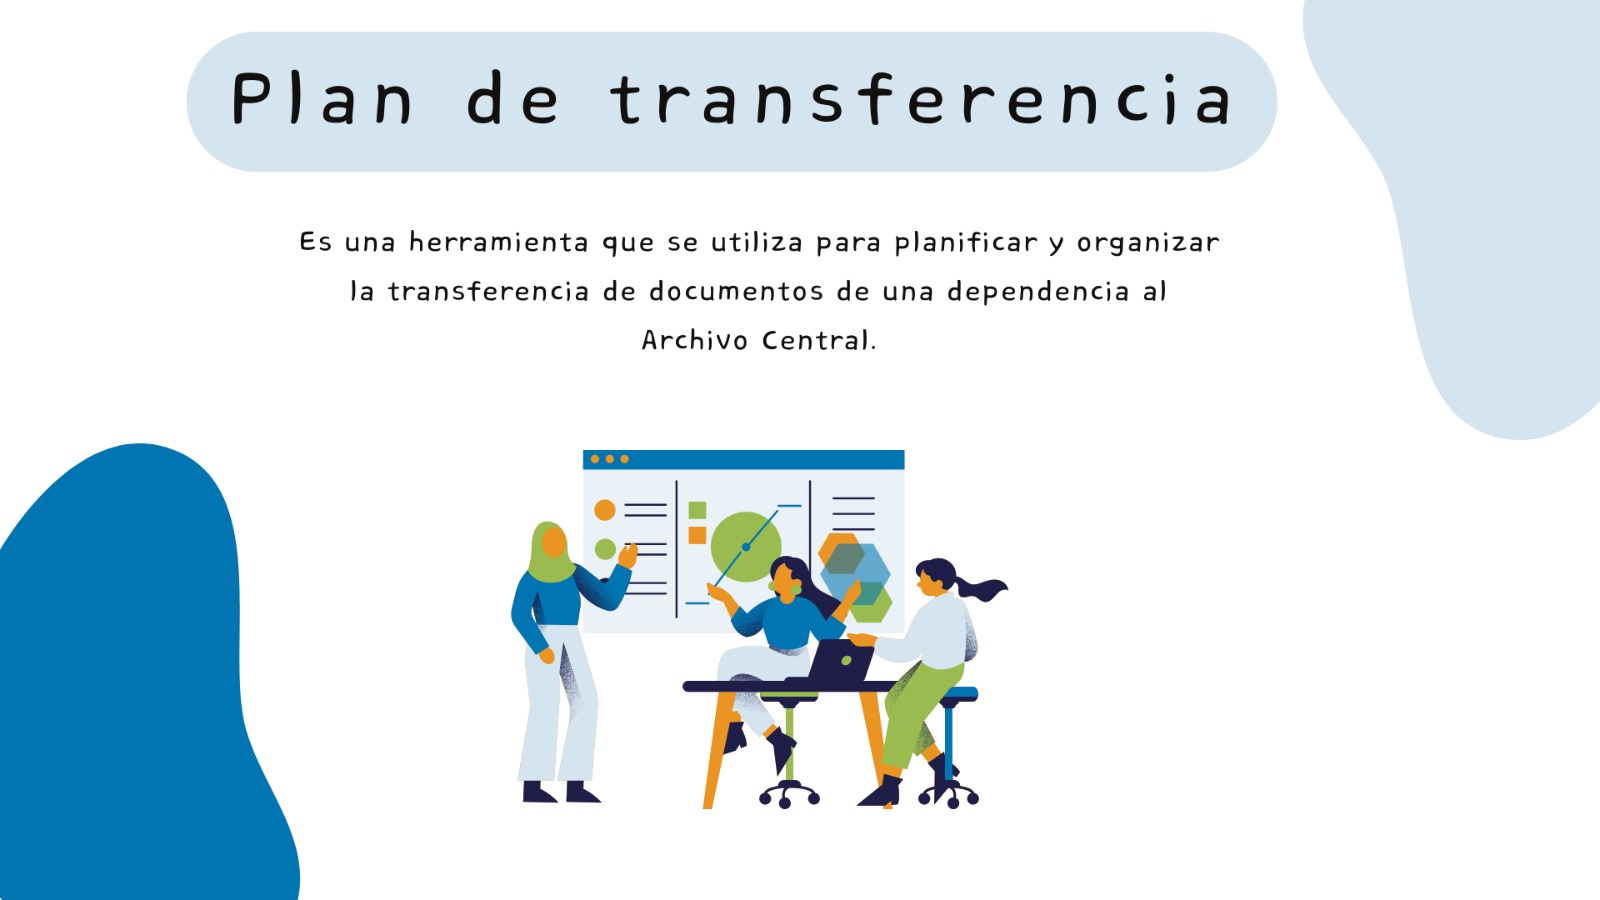 Plan de transferencia
Es una herramienta que se utiliza para planificar y organizar
la transferencia de documentos de una dependencia al
Archivo Central.